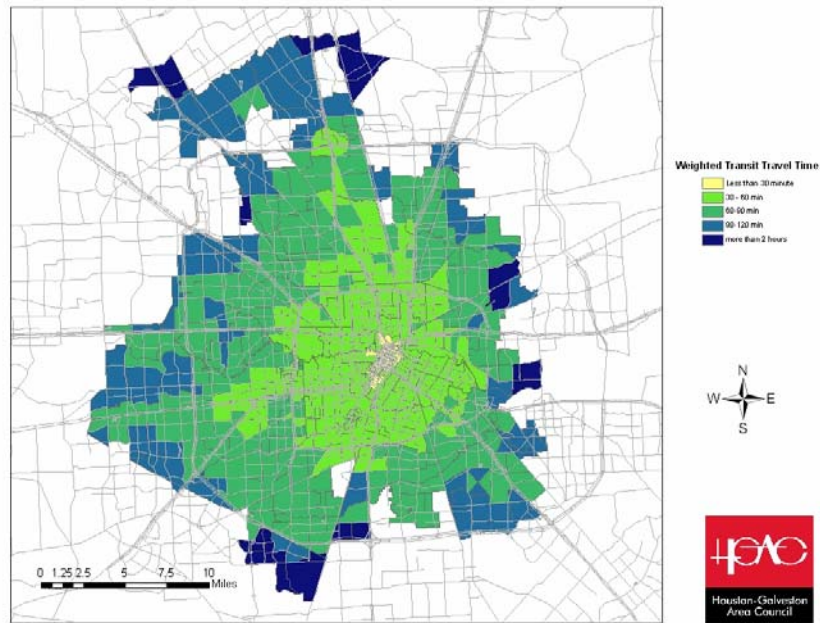 Weighted Transit Travel Time
Less than 30 minute
30 - 60 min
60-90 min
90-120 min
more than 2 hours
N
W E
S
0 1.25 2.5 5 7.5 10
Miles
HGAC
Houston-Galveston
Area Council